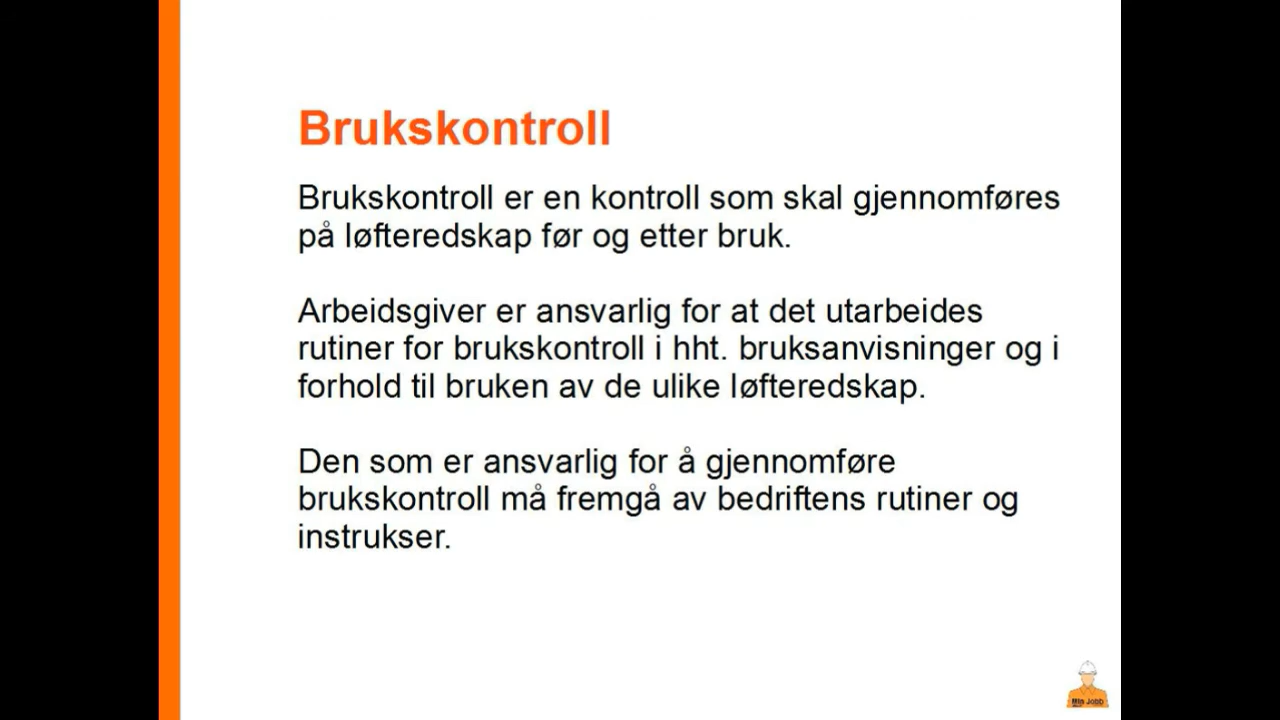 Brukskontroll
Brukskontroll er en kontroll som skal gjennomføres
på løfteredskap før og etter bruk.
Arbeidsgiver er ansvarlig for at det utarbeides
rutiner for brukskontroll i hht. bruksanvisninger og i
forhold til bruken av de ulike løfteredskap.
Den som er ansvarlig for å gjennomføre
brukskontroll må fremgå av bedriftens rutiner og
instrukser.
Min Jobb